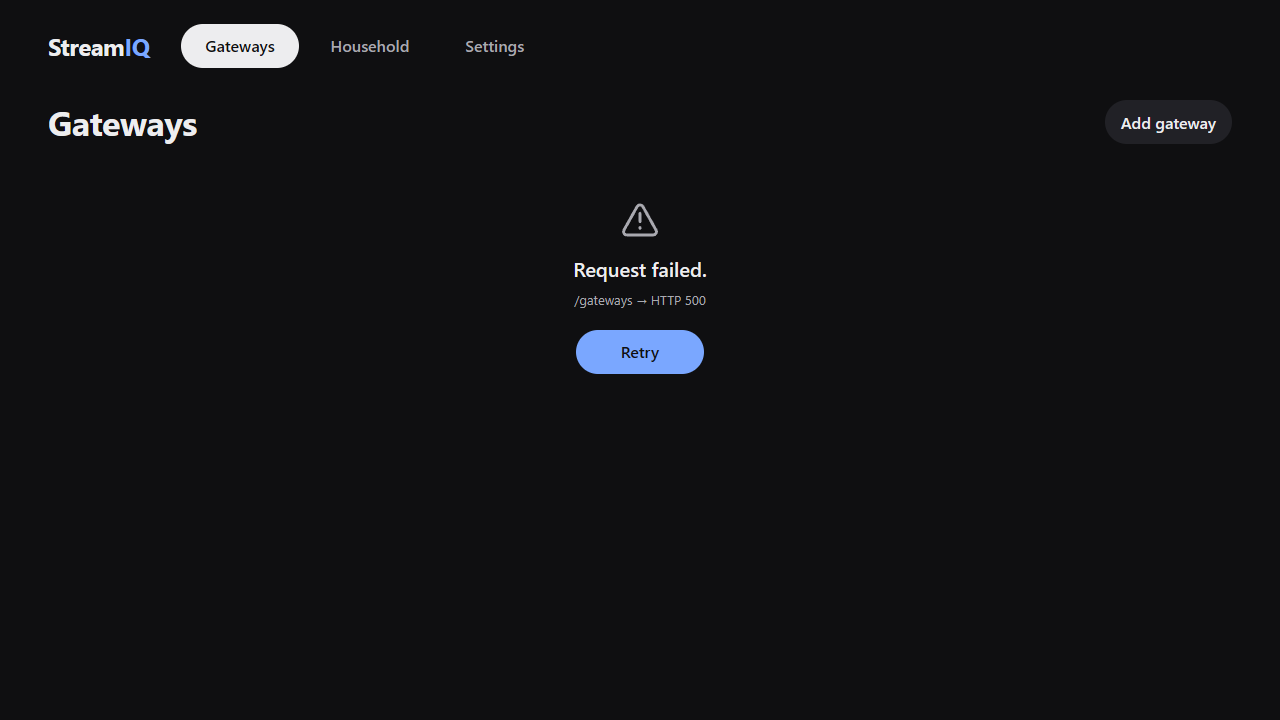 StreamIQ
Gateways
Household
Settings
Gateways
Add gateway
Request failed.
/gateways → HTTP 500
Retry